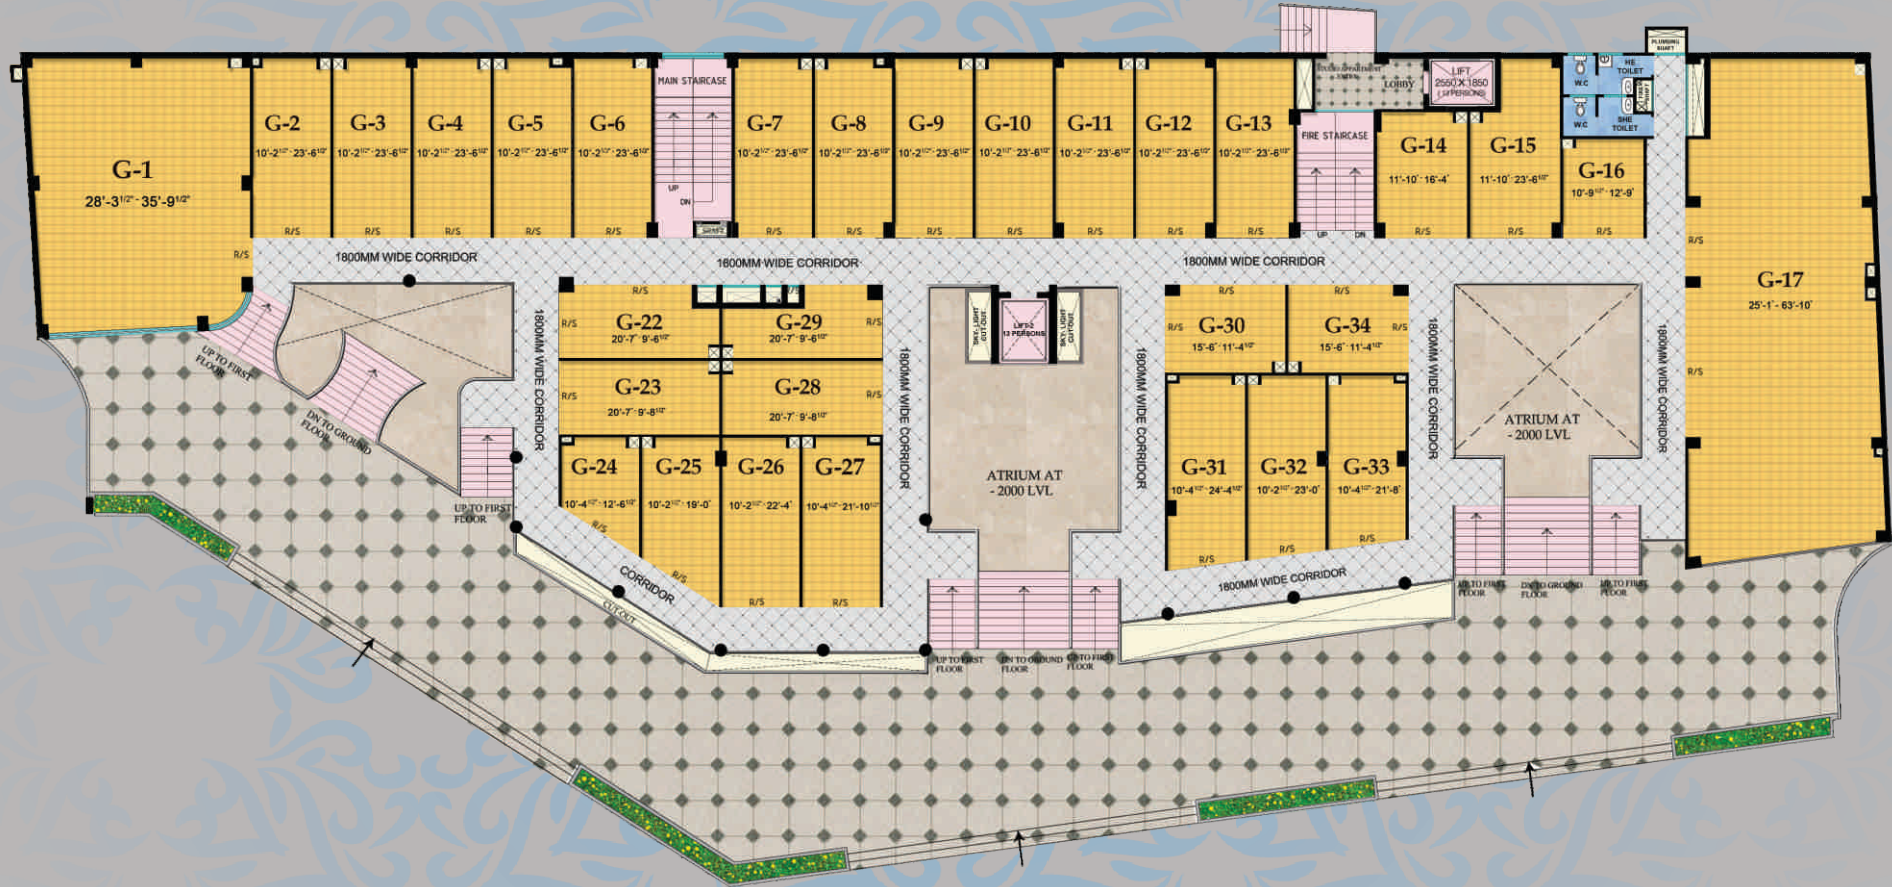 PLUMBING
SHAFT
G-1
28'-3 1/2" - 35'-9 1/2"
R/S
G-2
10'-2 1/2" - 23'-6 1/2"
R/S
G-3
10'-2 1/2" - 23'-6 1/2"
R/S
G-4
10'-2 1/2" - 23'-6 1/2"
R/S
G-5
10'-2 1/2" - 23'-6 1/2"
R/S
G-6
10'-2 1/2" - 23'-6 1/2"
R/S
MAIN STAIRCASE
UP
DN
SHAFT
G-7
10'-2 1/2" - 23'-6 1/2"
R/S
G-8
10'-2 1/2" - 23'-6 1/2"
R/S
G-9
10'-2 1/2" - 23'-6 1/2"
R/S
G-10
10'-2 1/2" - 23'-6 1/2"
R/S
G-11
10'-2 1/2" - 23'-6 1/2"
R/S
G-12
10'-2 1/2" - 23'-6 1/2"
R/S
G-13
10'-2 1/2" - 23'-6 1/2"
R/S
LOBBY
LIFT
2550 X 1850
(13 PERSONS)
FIRE STAIRCASE
UP
DN
G-14
11'-10" - 16'-4"
R/S
G-15
11'-10" - 23'-6 1/2"
R/S
W.C
HE
TOILET
W.C
SHE
TOILET
G-16
10'-9 1/2" - 12'-9"
R/S
G-17
25'-1" - 63'-10"
R/S
R/S
1800MM WIDE CORRIDOR
1800MM WIDE CORRIDOR
1800MM WIDE CORRIDOR
UP TO FIRST
FLOOR
DN TO GROUND
FLOOR
UP TO FIRST
FLOOR
1800MM WIDE CORRIDOR
R/S
R/S
G-22
20'-7" - 9'-6 1/2"
R/S
G-29
20'-7" - 9'-6 1/2"
R/S
R/S
G-23
20'-7" - 9'-8 1/2"
G-28
20'-7" - 9'-8 1/2"
R/S
G-24
10'-4 1/2" - 12'-6 1/2"
R/S
G-25
10'-2 1/2" - 19'-0"
R/S
G-26
10'-2 1/2" - 22'-4"
R/S
G-27
10'-4 1/2" - 21'-10 1/2"
R/S
CORRIDOR
CUT-OUT
1800MM WIDE CORRIDOR
SKY-LIGHT
CUT-OUT
LIFT-2
13 PERSONS
SKY-LIGHT
CUT-OUT
ATRIUM AT
- 2000 LVL
UP TO FIRST
FLOOR
DN TO GROUND
FLOOR
UP TO FIRST
FLOOR
1800MM WIDE CORRIDOR
R/S
R/S
G-30
15'-6" - 11'-4 1/2"
R/S
G-34
15'-6" - 11'-4 1/2"
R/S
G-31
10'-4 1/2" - 24'-4 1/2"
R/S
G-32
10'-2 1/2" - 23'-0"
R/S
G-33
10'-4 1/2" - 21'-8"
R/S
1800MM WIDE CORRIDOR
1800MM WIDE CORRIDOR
ATRIUM AT
- 2000 LVL
UP TO FIRST
FLOOR
DN TO GROUND
FLOOR
UP TO FIRST
FLOOR
1800MM WIDE CORRIDOR